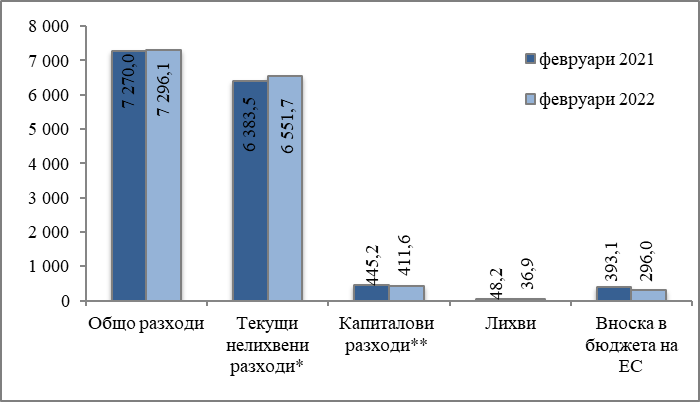 8 000
7 000
6 000
5 000
4 000
3 000
2 000
1 000
0
7 270,0
7 296,1
6 383,5
6 551,7
445,2
411,6
48,2
36,9
393,1
296,0
февруари 2021
февруари 2022
Общо разходи
Текущи
нелихвени
разходи*
Капиталови
разходи**
Лихви
Вноска в
бюджета на
ЕС